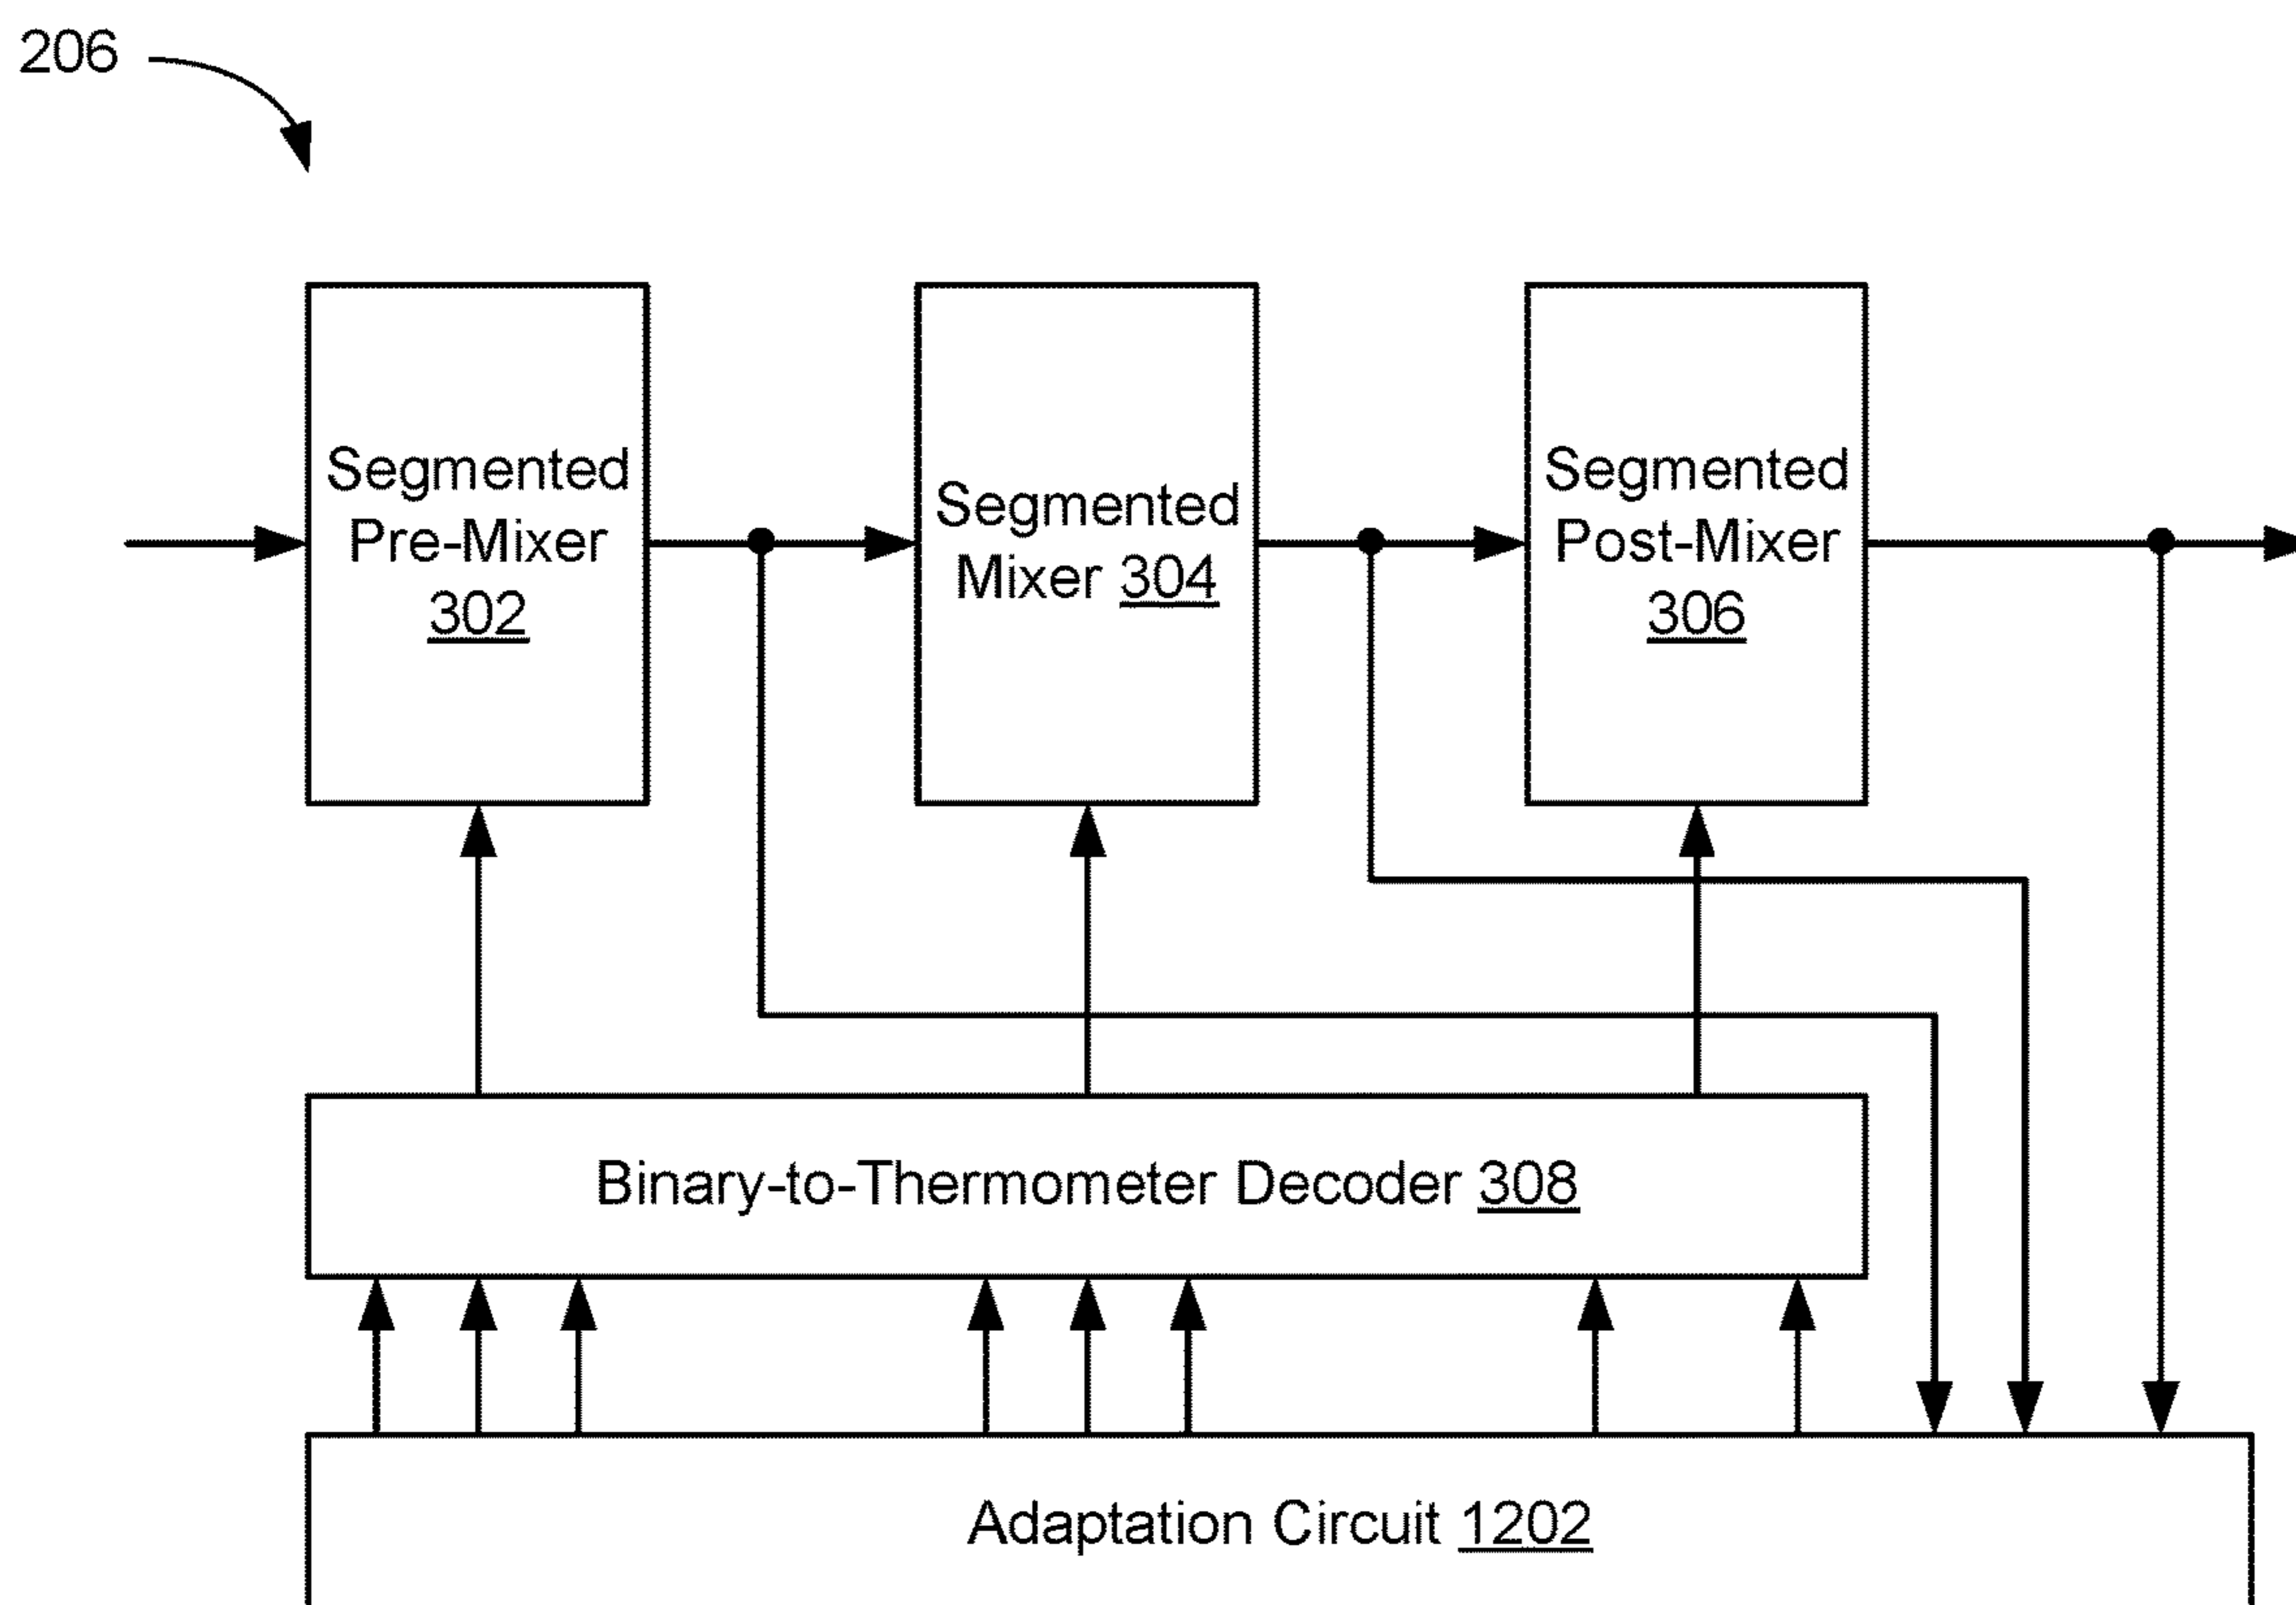 206
Segmented
Pre-Mixer
302
Segmented
Mixer 304
Segmented
Post-Mixer
306
Binary-to-Thermometer Decoder 308
Adaptation Circuit 1202